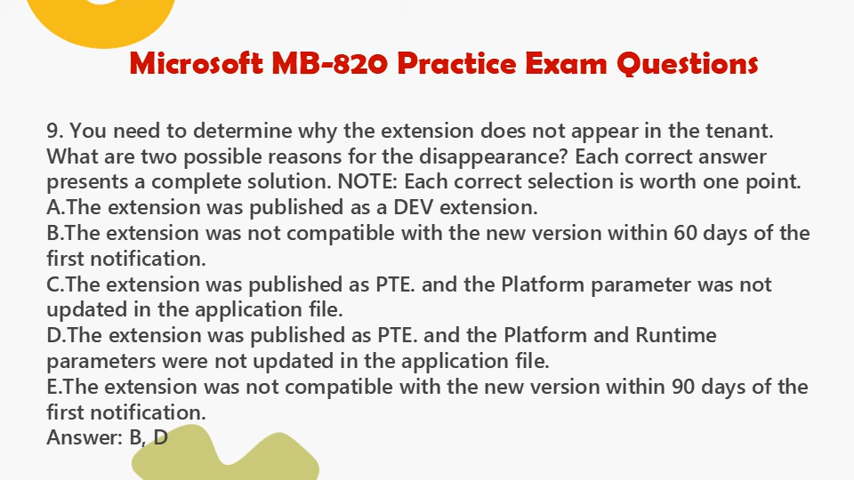 Microsoft MB-820 Practice Exam Questions
9. You need to determine why the extension does not appear in the tenant.
What are two possible reasons for the disappearance? Each correct answer
presents a complete solution. NOTE: Each correct selection is worth one point.
A.The extension was published as a DEV extension.
B.The extension was not compatible with the new version within 60 days of the
first notification.
C.The extension was published as PTE. and the Platform parameter was not
updated in the application file.
D.The extension was published as PTE. and the Platform and Runtime
parameters were not updated in the application file.
E.The extension was not compatible with the new version within 90 days of the
first notification.
Answer: B, D